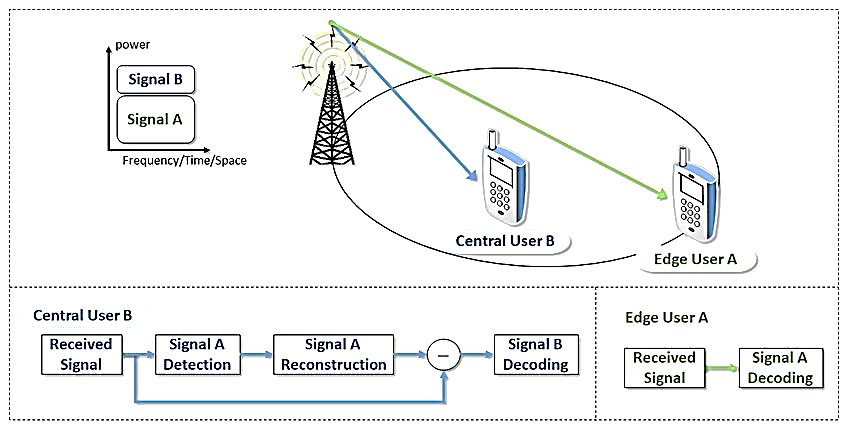 power
Signal B
Signal A
Frequency/Time/Space
Central User B
Edge User A
Central User B
Received
Signal
Signal A
Detection
Signal A
Reconstruction
−
Signal B
Decoding
Edge User A
Received
Signal
Signal A
Decoding